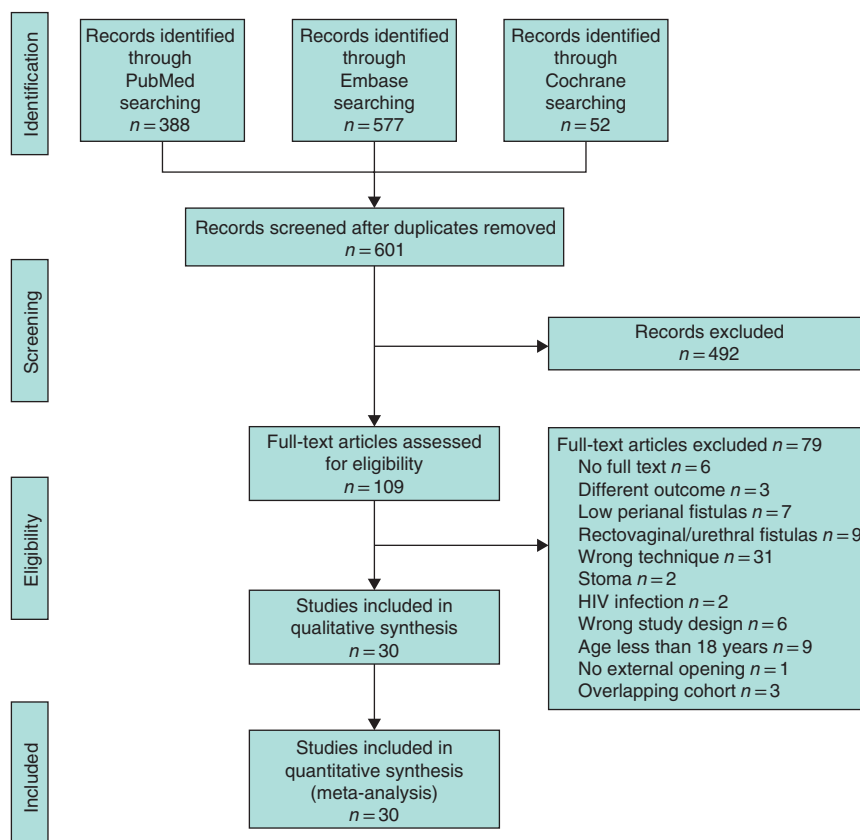 Identification
Records identified
through
PubMed
searching
n = 388
Records identified
through
Embase
searching
n = 577
Records identified
through
Cochrane
searching
n = 52
Records screened after duplicates removed
n = 601
Screening
Records excluded
n = 492
Full-text articles assessed
for eligibility
n = 109
Eligibility
Full-text articles excluded n = 79
No full text n = 6
Different outcome n = 3
Low perianal fistulas n = 7
Rectovaginal/urethral fistulas n = 9
Wrong technique n = 31
Stoma n = 2
HIV infection n = 2
Wrong study design n = 6
Age less than 18 years n = 9
No external opening n = 1
Overlapping cohort n = 3
Studies included in
qualitative synthesis
n = 30
Included
Studies included in
quantitative synthesis
(meta-analysis)
n = 30